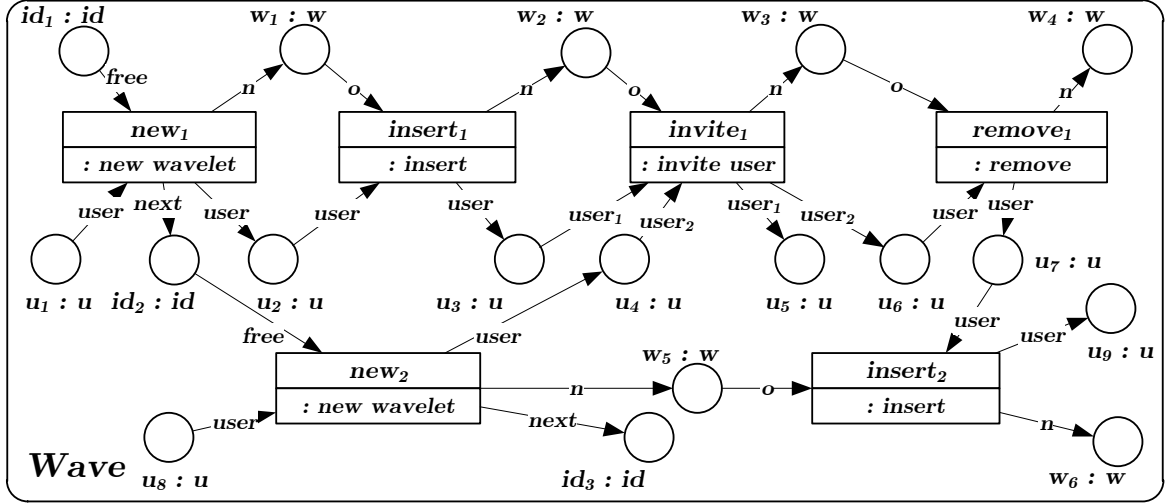 id₁ : id
w₁ : w
w₂ : w
w₃ : w
w₄ : w
free
n
o
n
o
n
o
n
new₁
: new wavelet
insert₁
: insert
invite₁
: invite user
remove₁
: remove
user
next
user
user
user
user₁
user₂
user₁
user₂
user
user
u₁ : u
id₂ : id
u₂ : u
u₃ : u
u₄ : u
u₅ : u
u₆ : u
u₇ : u
free
user
user
user
u₉ : u
new₂
: new wavelet
w₅ : w
n
o
insert₂
: insert
user
next
n
Wave
u₈ : u
id₃ : id
w₆ : w